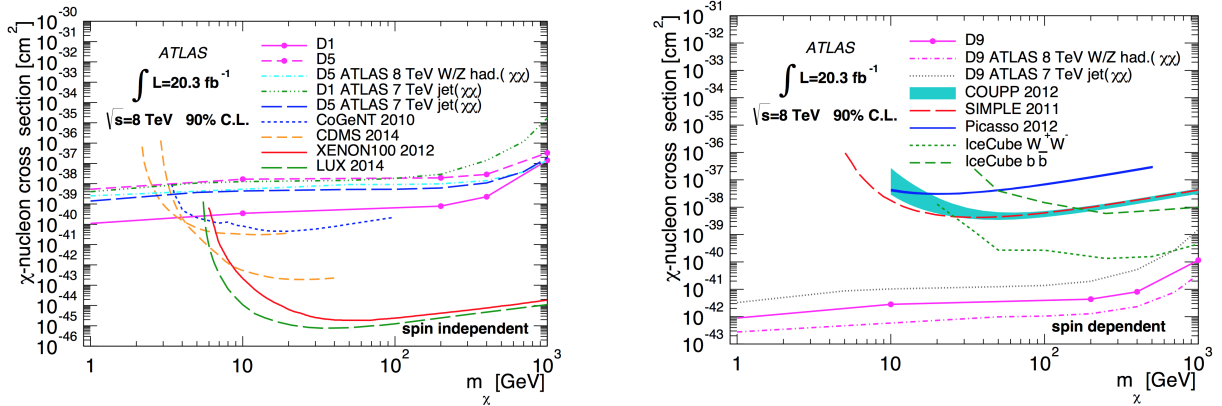 χ-nucleon cross section [cm²]
10⁻³⁰
10⁻³¹
10⁻³²
10⁻³³
10⁻³⁴
10⁻³⁵
10⁻³⁶
10⁻³⁷
10⁻³⁸
10⁻³⁹
10⁻⁴⁰
10⁻⁴¹
10⁻⁴²
10⁻⁴³
10⁻⁴⁴
10⁻⁴⁵
10⁻⁴⁶
ATLAS
∫ L=20.3 fb⁻¹
√s=8 TeV 90% C.L.
D1
D5
D5 ATLAS 8 TeV W/Z had.(χχ)
D1 ATLAS 7 TeV jet(χχ)
D5 ATLAS 7 TeV jet(χχ)
CoGeNT 2010
CDMS 2014
XENON100 2012
LUX 2014
spin independent
1 10 10² 10³
m_χ [GeV]
χ-nucleon cross section [cm²]
10⁻³¹
10⁻³²
10⁻³³
10⁻³⁴
10⁻³⁵
10⁻³⁶
10⁻³⁷
10⁻³⁸
10⁻³⁹
10⁻⁴⁰
10⁻⁴¹
10⁻⁴²
10⁻⁴³
ATLAS
∫ L=20.3 fb⁻¹
√s=8 TeV 90% C.L.
D9
D9 ATLAS 8 TeV W/Z had.(χχ)
D9 ATLAS 7 TeV jet(χχ)
COUPP 2012
SIMPLE 2011
Picasso 2012
IceCube W⁺W⁻
IceCube b b̄
spin dependent
1 10 10² 10³
m_χ [GeV]